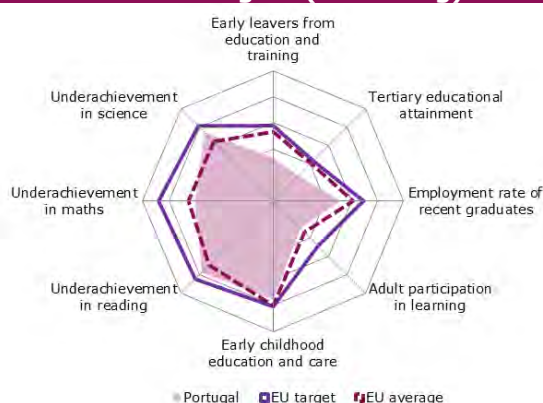 Early leavers from
education and
training
Tertiary educational
attainment
Employment rate of
recent graduates
Adult participation
in learning
Early childhood
education and care
Underachievement
in reading
Underachievement
in maths
Underachievement
in science
Portugal EU target EU average